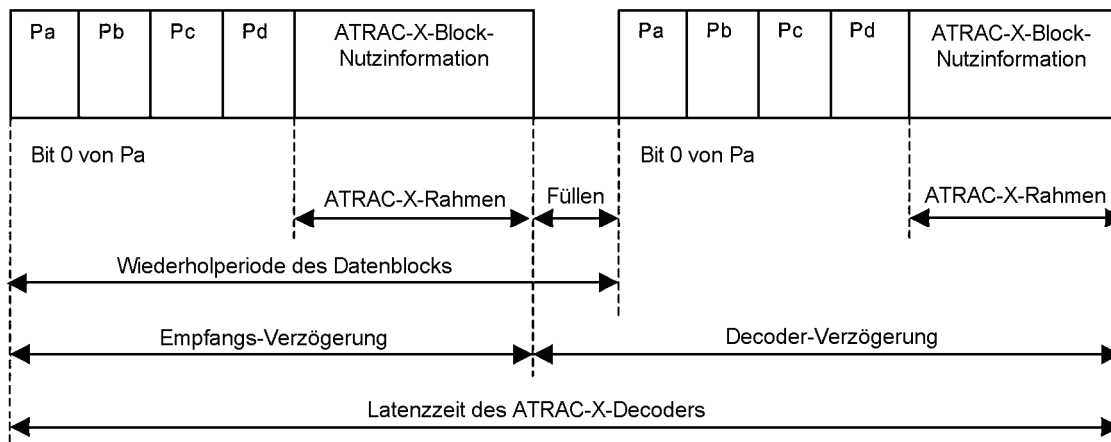 Pa Pb Pc Pd ATRAC-X-Block-
Nutzinformation
Pa Pb Pc Pd ATRAC-X-Block-
Nutzinformation
Bit 0 von Pa
Bit 0 von Pa
ATRAC-X-Rahmen
Füllen
ATRAC-X-Rahmen
Wiederholperiode des Datenblocks
Empfangs-Verzögerung
Decoder-Verzögerung
Latenzzeit des ATRAC-X-Decoders